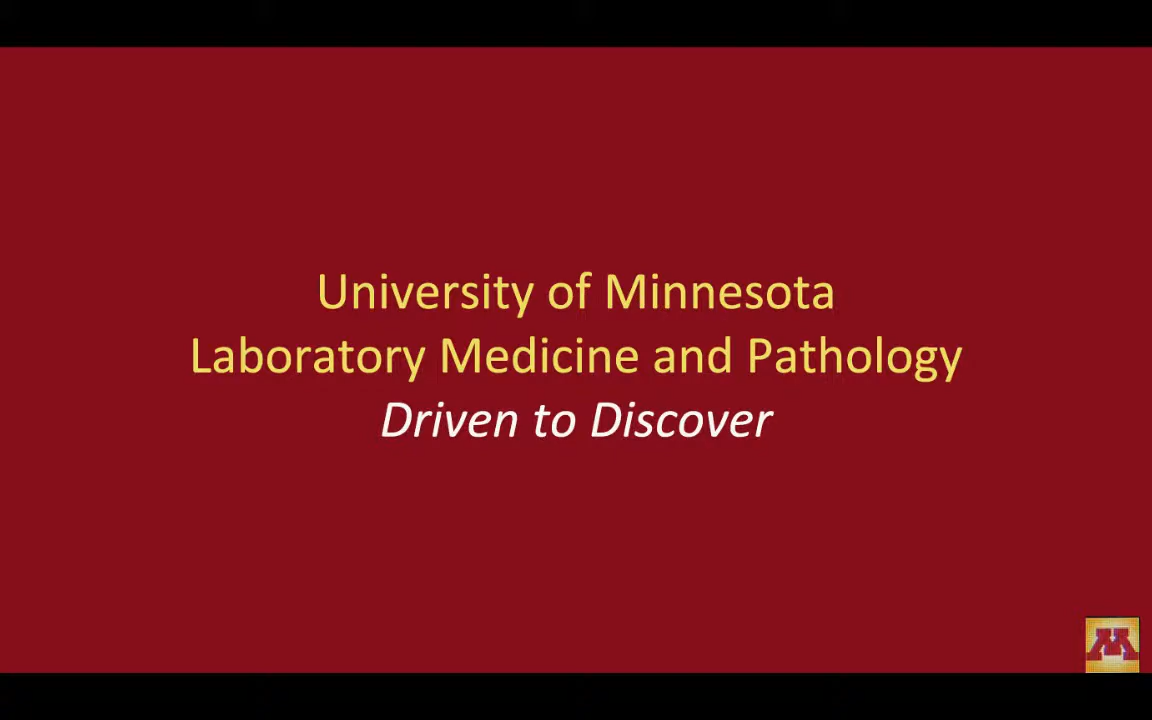 University of Minnesota
Laboratory Medicine and Pathology
Driven to Discover
M